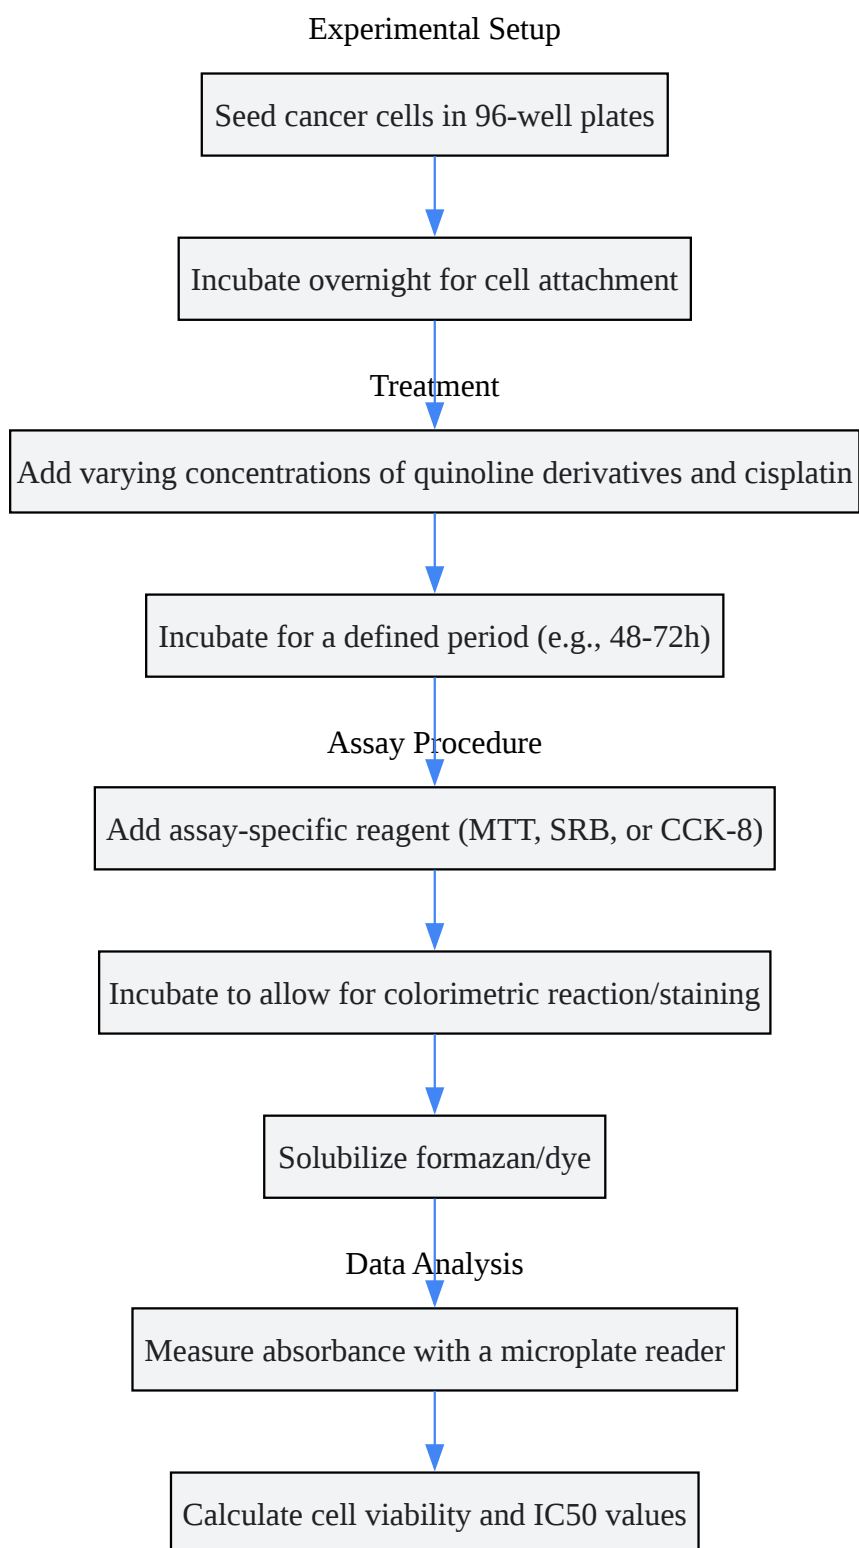 Experimental Setup
Seed cancer cells in 96-well plates
Incubate overnight for cell attachment
Treatment
Add varying concentrations of quinoline derivatives and cisplatin
Incubate for a defined period (e.g., 48-72h)
Assay Procedure
Add assay-specific reagent (MTT, SRB, or CCK-8)
Incubate to allow for colorimetric reaction/staining
Solubilize formazan/dye
Data Analysis
Measure absorbance with a microplate reader
Calculate cell viability and IC50 values